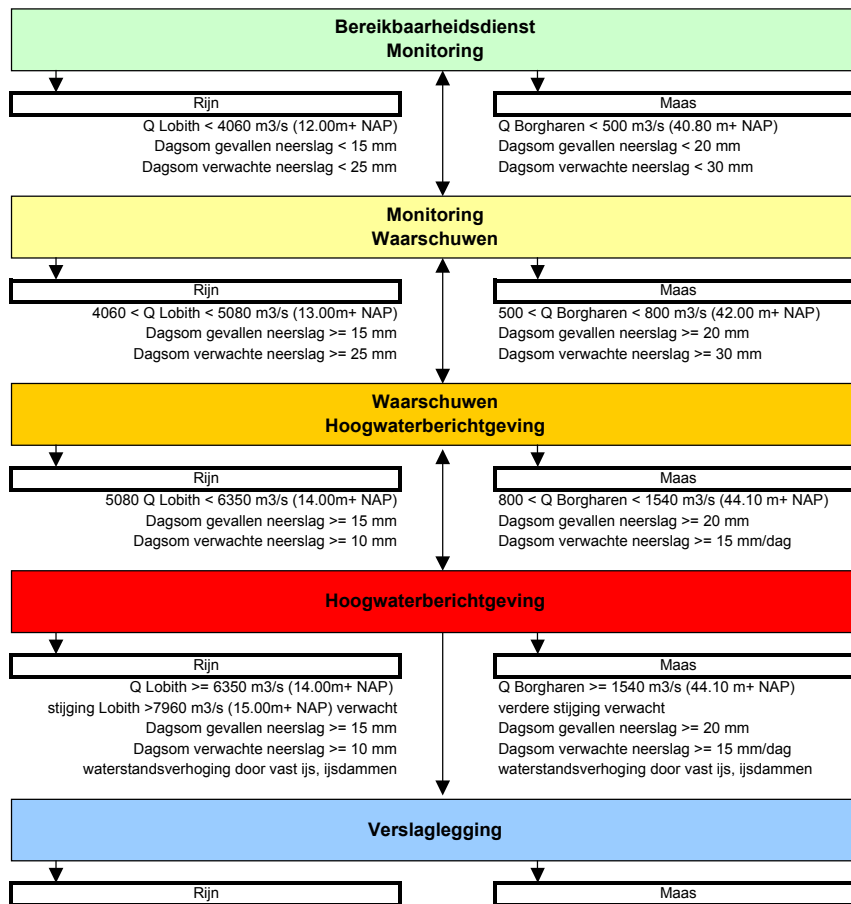 Bereikbaarheidsdienst
Monitoring
Rijn
Q Lobith < 4060 m3/s (12.00m+ NAP)
Dagsom gevallen neerslag < 15 mm
Dagsom verwachte neerslag < 25 mm
Maas
Q Borgharen < 500 m3/s (40.80 m+ NAP)
Dagsom gevallen neerslag < 20 mm
Dagsom verwachte neerslag < 30 mm
Monitoring
Waarschuwen
Rijn
4060 < Q Lobith < 5080 m3/s (13.00m+ NAP)
Dagsom gevallen neerslag >= 15 mm
Dagsom verwachte neerslag >= 25 mm
Maas
500 < Q Borgharen < 800 m3/s (42.00 m+ NAP)
Dagsom gevallen neerslag >= 20 mm
Dagsom verwachte neerslag >= 30 mm
Waarschuwen
Hoogwaterberichtgeving
Rijn
5080 Q Lobith < 6350 m3/s (14.00m+ NAP)
Dagsom gevallen neerslag >= 15 mm
Dagsom verwachte neerslag >= 10 mm
Maas
800 < Q Borgharen < 1540 m3/s (44.10 m+ NAP)
Dagsom gevallen neerslag >= 20 mm
Dagsom verwachte neerslag >= 15 mm/dag
Hoogwaterberichtgeving
Rijn
Q Lobith >= 6350 m3/s (14.00m+ NAP)
stijging Lobith >7960 m3/s (15.00m+ NAP) verwacht
Dagsom gevallen neerslag >= 15 mm
Dagsom verwachte neerslag >= 10 mm
waterstandsverhoging door vast ijs, ijsdammen
Maas
Q Borgharen >= 1540 m3/s (44.10 m+ NAP)
verdere stijging verwacht
Dagsom gevallen neerslag >= 20 mm
Dagsom verwachte neerslag >= 15 mm/dag
waterstandsverhoging door vast ijs, ijsdammen
Verslaglegging
Rijn
Maas